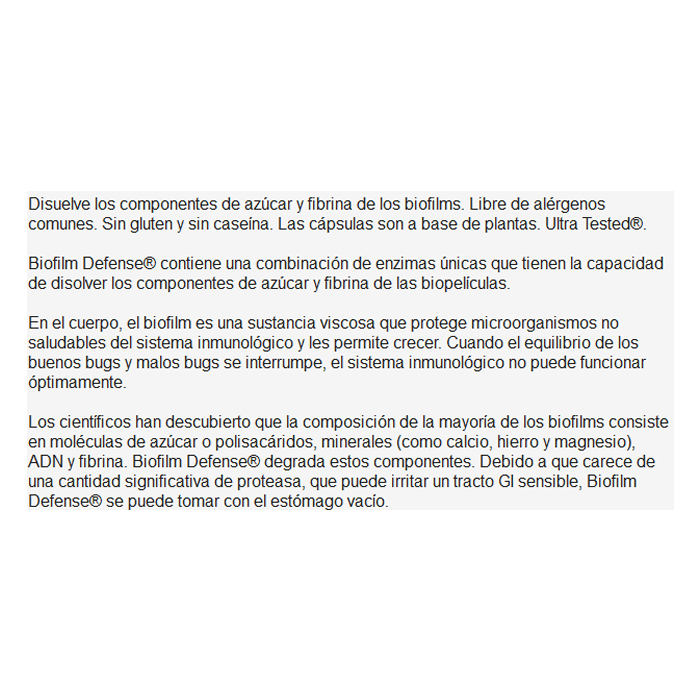 Disuelve los componentes de azúcar y fibrina de los biofilms. Libre de alérgenos
comunes. Sin gluten y sin caseína. Las cápsulas son a base de plantas. Ultra Tested®.
Biofilm Defense® contiene una combinación de enzimas únicas que tienen la capacidad
de disolver los componentes de azúcar y fibrina de las biopelículas.
En el cuerpo, el biofilm es una sustancia viscosa que protege microorganismos no
saludables del sistema inmunológico y les permite crecer. Cuando el equilibrio de los
buenos bugs y malos bugs se interrumpe, el sistema inmunológico no puede funcionar
óptimamente.
Los científicos han descubierto que la composición de la mayoría de los biofilms consiste
en moléculas de azúcar o polisacáridos, minerales (como calcio, hierro y magnesio),
ADN y fibrina. Biofilm Defense® degrada estos componentes. Debido a que carece de
una cantidad significativa de proteasa, que puede irritar un tracto GI sensible, Biofilm
Defense® se puede tomar con el estómago vacío.